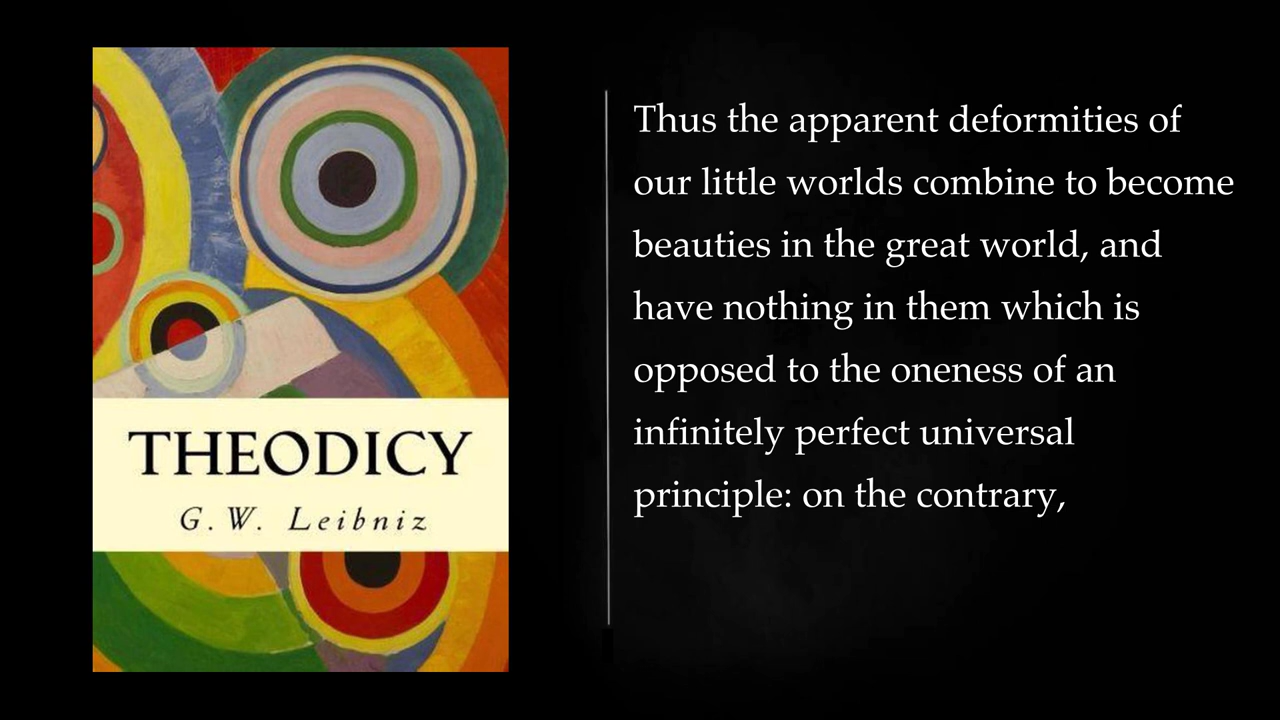 THEODICY
G.W. Leibniz
Thus the apparent deformities of
our little worlds combine to become
beauties in the great world, and
have nothing in them which is
opposed to the oneness of an
infinitely perfect universal
principle: on the contrary,